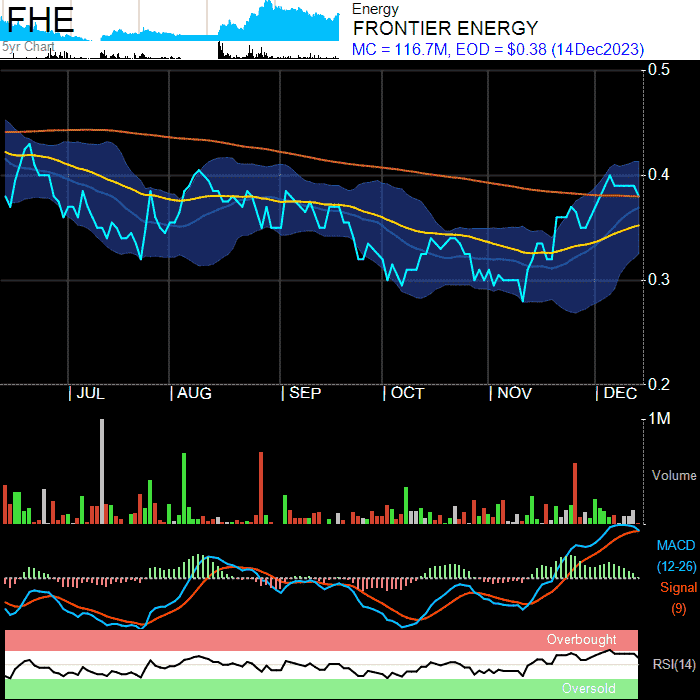 FHE
5yr Chart
Energy
FRONTIER ENERGY
MC = 116.7M, EOD = $0.38 (14Dec2023)
0.5
0.4
0.3
0.2
JUL AUG SEP OCT NOV DEC
1M
Volume
MACD
(12-26)
Signal
(9)
Overbought
RSI(14)
Oversold